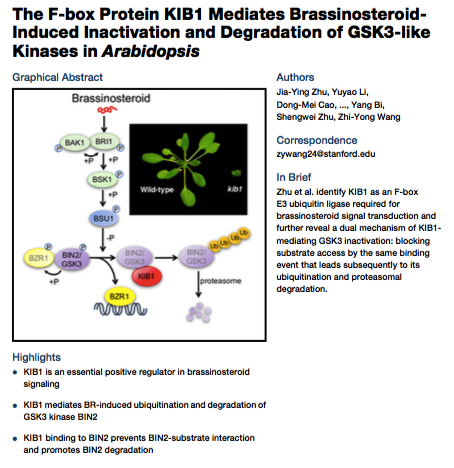 The F-box Protein KIB1 Mediates Brassinosteroid-
Induced Inactivation and Degradation of GSK3-like
Kinases in Arabidopsis
Graphical Abstract
Brassinosteroid
P
BAK1
BRI1
P
+P
+P
BSK1
P
+P
BSU1
P
-P
Wild-type
kib1
BZR1
P
BIN2/
GSK3
P
+P
BIN2/
GSK3
KIB1
BIN2/
GSK3
Ub
Ub
Ub
Ub
proteasome
BZR1
Highlights
• KIB1 is an essential positive regulator in brassinosteroid
signaling
• KIB1 mediates BR-induced ubiquitination and degradation of
GSK3 kinase BIN2
• KIB1 binding to BIN2 prevents BIN2-substrate interaction
and promotes BIN2 degradation
Authors
Jia-Ying Zhu, Yuyao Li,
Dong-Mei Cao, ..., Yang Bi,
Shengwei Zhu, Zhi-Yong Wang
Correspondence
zywang24@stanford.edu
In Brief
Zhu et al. identify KIB1 as an F-box
E3 ubiquitin ligase required for
brassinosteroid signal transduction and
further reveal a dual mechanism of KIB1-
mediating GSK3 inactivation: blocking
substrate access by the same binding
event that leads subsequently to its
ubiquitination and proteasomal
degradation.